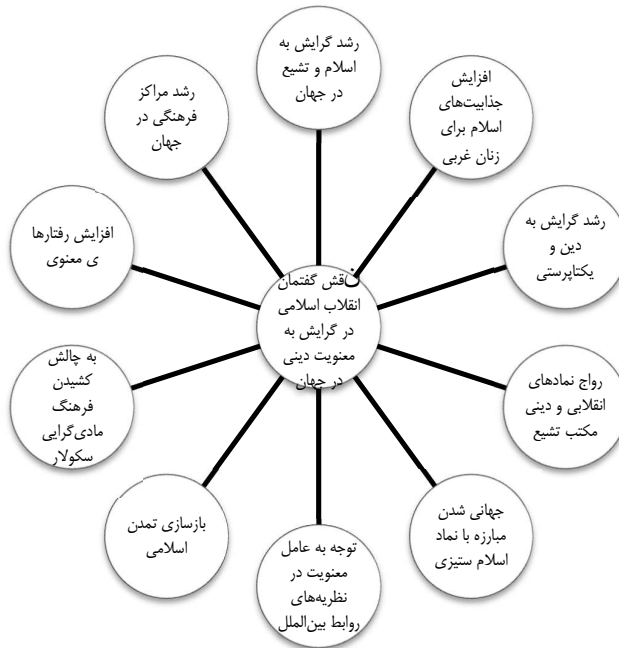 رشد گرایش به
اسلام و تشیع
در جهان
افزایش
جذابیت‌های
اسلام برای
زنان غربی
رشد گرایش به
دین و
یکتاپرستی
رواج نمادهای
انقلابی و دینی
مکتب تشیع
جهانی شدن
مبارزه با نماد
اسلام ستیزی
توجه به عامل
معنویت در
نظریه‌های
روابط بین‌الملل
بازسازی تمدن
اسلامی
به چالش
کشیدن
فرهنگ
مادی‌گرایی
سکولار
افزایش رفتارها
ی معنوی
رشد مراکز
فرهنگی در
جهان
نقش گفتمان
انقلاب اسلامی
در گرایش به
معنویت دینی
در جهان